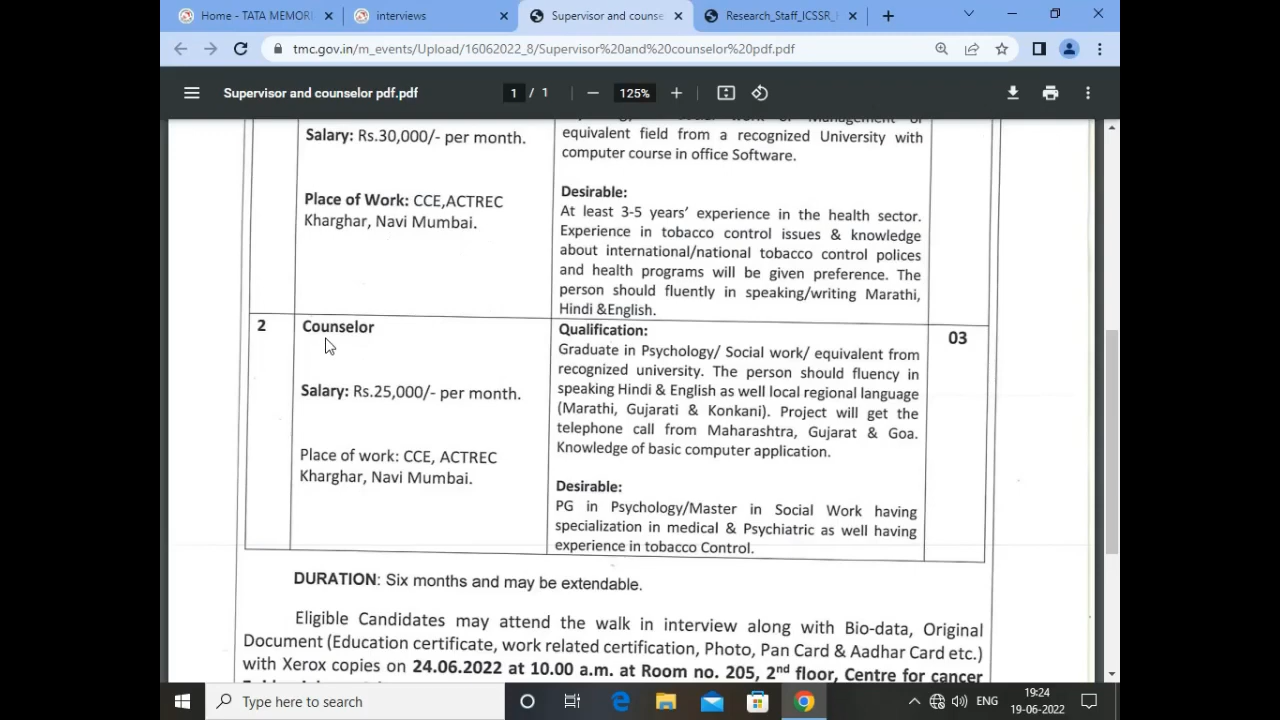 Home - TATA MEMORI
interviews
Supervisor and counse
Research_Staff_ICSSR_
tmc.gov.in/m_events/Upload/16062022_8/Supervisor%20and%20counselor%20pdf.pdf
Supervisor and counselor pdf.pdf
1 / 1
125%
Salary: Rs.30,000/- per month.
equivalent field from a recognized University with
computer course in office Software.
Place of Work: CCE,ACTREC
Kharghar, Navi Mumbai.
Desirable:
At least 3-5 years' experience in the health sector.
Experience in tobacco control issues & knowledge
about international/national tobacco control polices
and health programs will be given preference. The
person should fluently in speaking/writing Marathi,
Hindi &English.
2
Counselor
Salary: Rs.25,000/- per month.
Place of work: CCE, ACTREC
Kharghar, Navi Mumbai.
Qualification:
Graduate in Psychology/ Social work/ equivalent from
recognized university. The person should fluency in
speaking Hindi & English as well local regional language
(Marathi, Gujarati & Konkani). Project will get the
telephone call from Maharashtra, Gujarat & Goa.
Knowledge of basic computer application.
Desirable:
PG in Psychology/Master in Social Work having
specialization in medical & Psychiatric as well having
experience in tobacco Control.
03
DURATION: Six months and may be extendable.
Eligible Candidates may attend the walk in interview along with Bio-data, Original
Document (Education certificate, work related certification, Photo, Pan Card & Aadhar Card etc.)
with Xerox copies on 24.06.2022 at 10.00 a.m. at Room no. 205, 2nd floor, Centre for cancer
Type here to search
ENG
19:24
19-06-2022